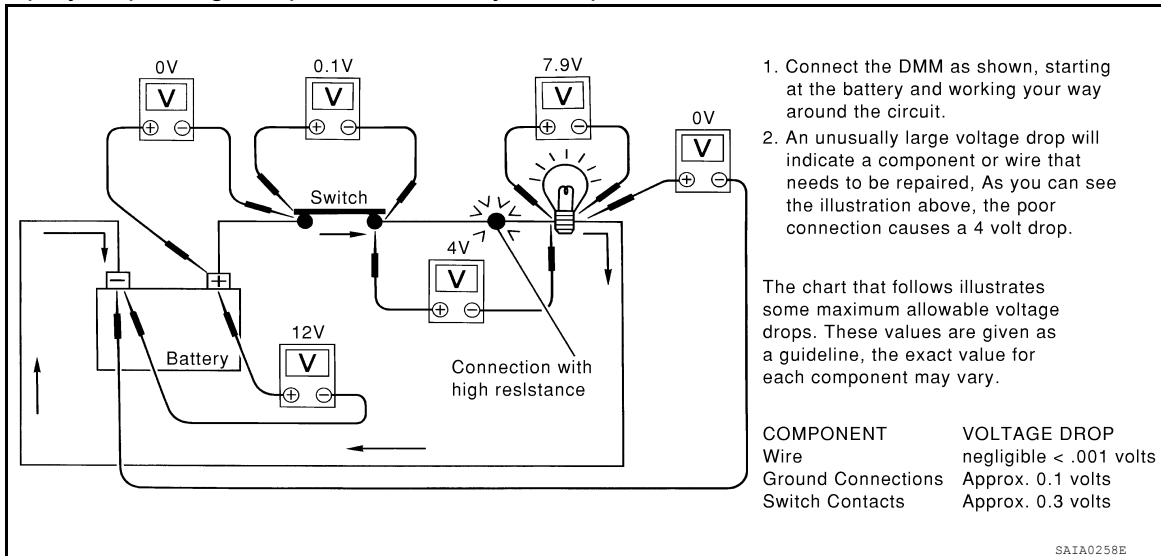 0V
0.1V
7.9V
0V
V
V
V
V
Switch
4V
V
12V
V
Battery
Connection with
high reslstance
1. Connect the DMM as shown, starting
at the battery and working your way
around the circuit.
2. An unusually large voltage drop will
indicate a component or wire that
needs to be repaired, As you can see
the illustration above, the poor
connection causes a 4 volt drop.
The chart that follows illustrates
some maximum allowable voltage
drops. These values are given as
a guideline, the exact value for
each component may vary.
COMPONENT VOLTAGE DROP
Wire negligible < .001 volts
Ground Connections Approx. 0.1 volts
Switch Contacts Approx. 0.3 volts
SAIA0258E